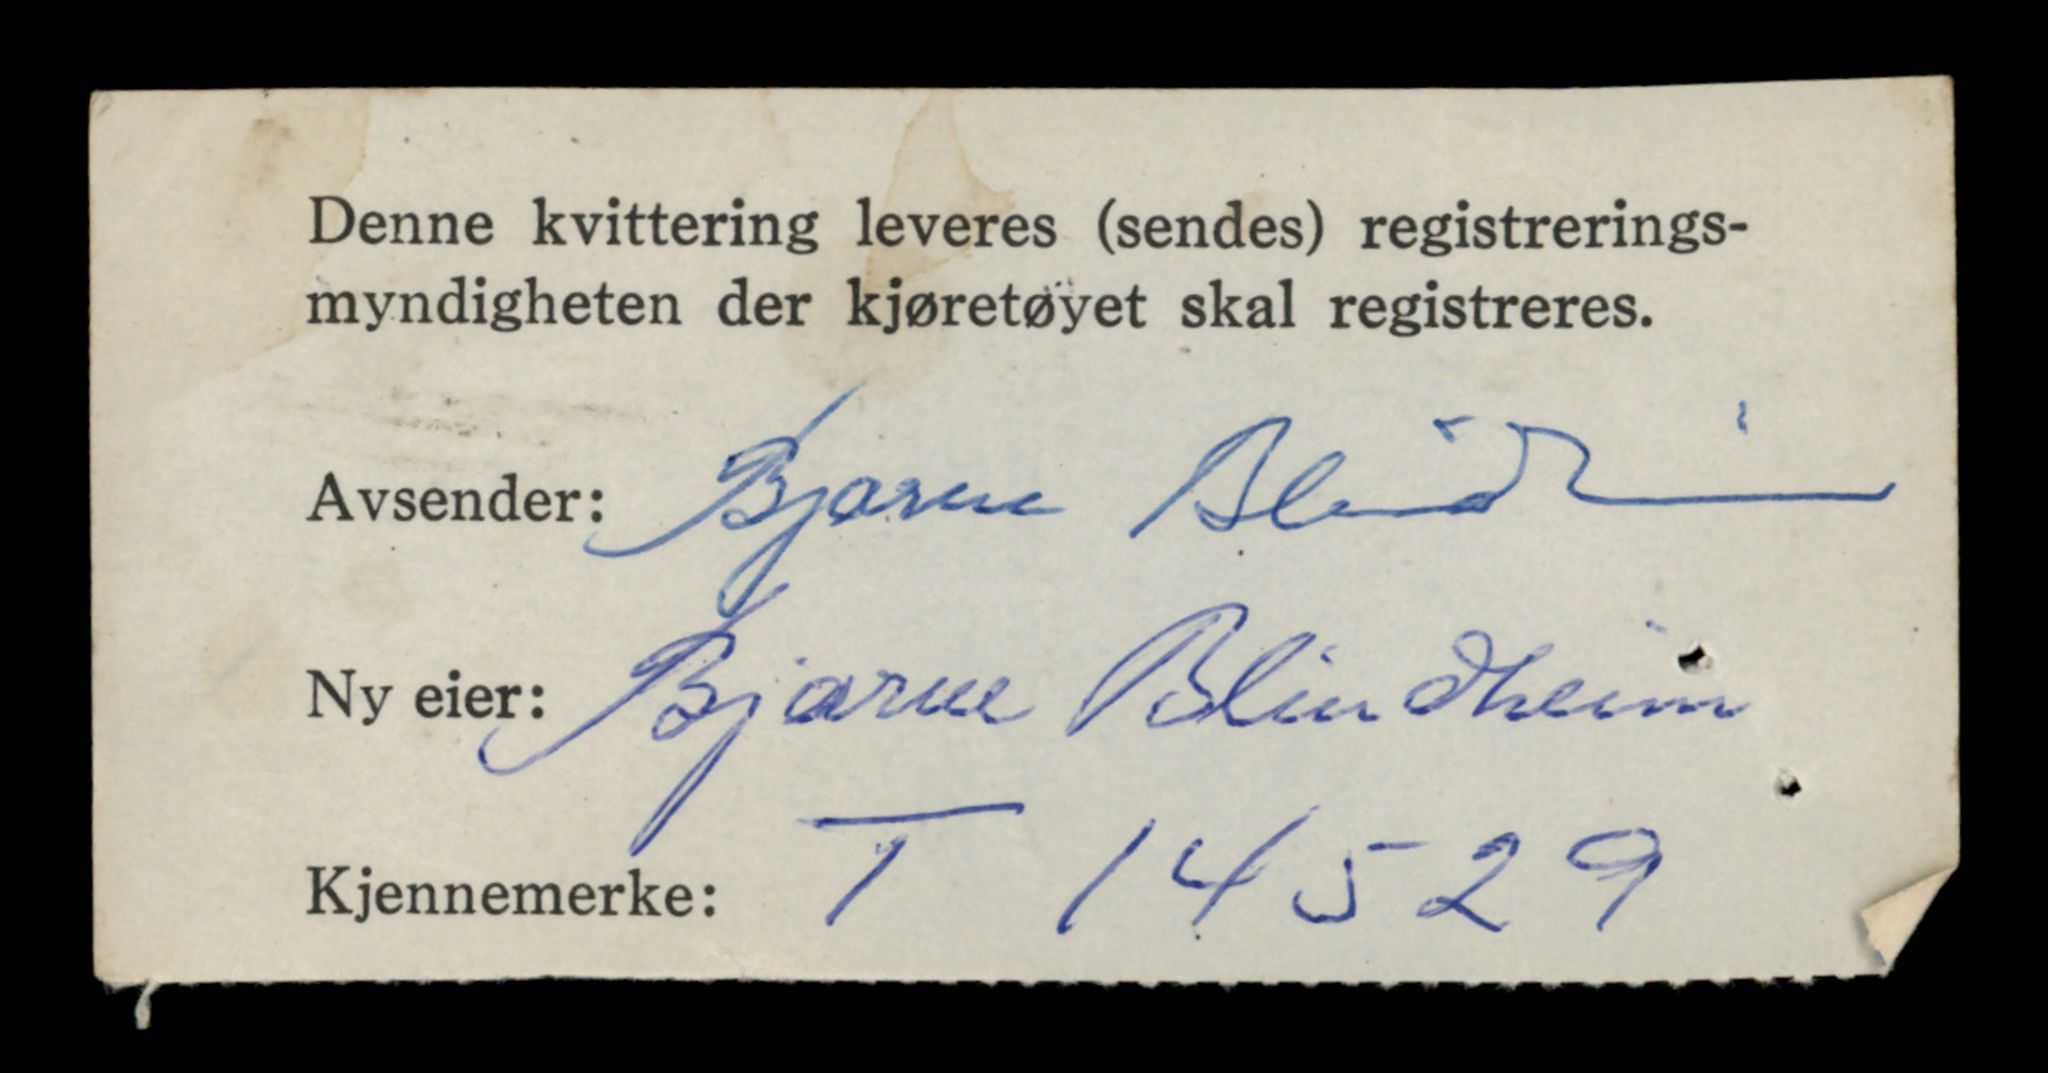 Denne kvittering leveres (sendes) registrerings-
myndigheten der kjøretøyet skal registreres.
Avsender: Bjarne Blindheim
Ny eier: Bjarne Blindheim
Kjennemerke: T 14529